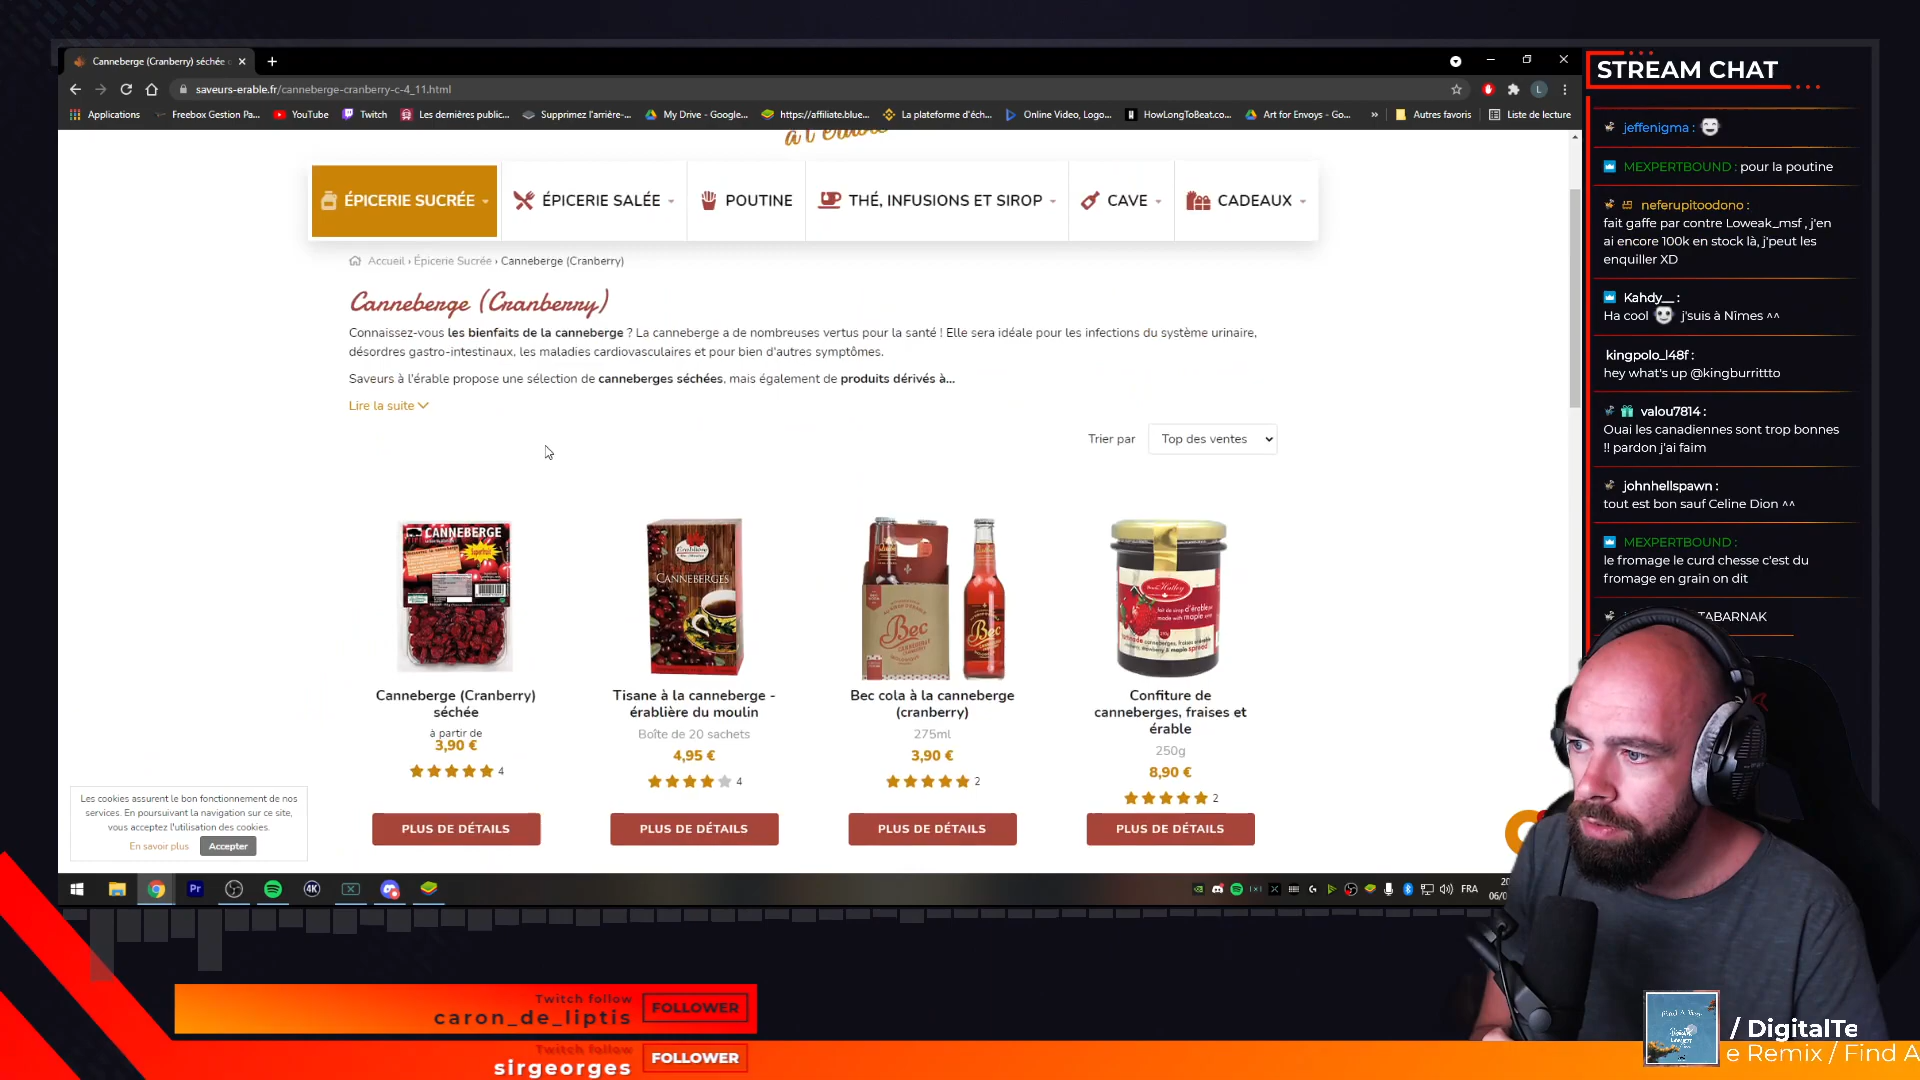 Canneberge (Cranberry) séchée
saveurs-erable.fr/canneberge-cranberry-c-4_11.html
Applications
Freebox Gestion Pa...
YouTube
Twitch
Les dernières public...
Supprimez l'arrière-...
My Drive - Google...
https://affiliate.blue...
La plateforme d'éch...
Online Video, Logo...
HowLongToBeat.co...
Art for Envoys - Go...
»
Autres favoris
Liste de lecture
à l'érable
ÉPICERIE SUCRÉE
ÉPICERIE SALÉE
POUTINE
THÉ, INFUSIONS ET SIROP
CAVE
CADEAUX
Accueil › Épicerie Sucrée › Canneberge (Cranberry)
Canneberge (Cranberry)
Connaissez-vous les bienfaits de la canneberge ? La canneberge a de nombreuses vertus pour la santé ! Elle sera idéale pour les infections du système urinaire,
désordres gastro-intestinaux, les maladies cardiovasculaires et pour bien d'autres symptômes.
Saveurs à l'érable propose une sélection de canneberges séchées, mais également de produits dérivés à...
Lire la suite
Trier par
Top des ventes
CANNEBERGE
CANNEBERGES
Bec
Bec
Canneberge (Cranberry)
séchée
à partir de
3,90 €
4
PLUS DE DÉTAILS
Tisane à la canneberge -
érablière du moulin
Boîte de 20 sachets
4,95 €
4
PLUS DE DÉTAILS
Bec cola à la canneberge
(cranberry)
275ml
3,90 €
2
PLUS DE DÉTAILS
Confiture de
canneberges, fraises et
érable
250g
8,90 €
2
PLUS DE DÉTAILS
Les cookies assurent le bon fonctionnement de nos
services. En poursuivant la navigation sur ce site,
vous acceptez l'utilisation des cookies.
En savoir plus
Accepter
Pr
4K
FRA
20
06/0
STREAM CHAT
jeffenigma :
MEXPERTBOUND : pour la poutine
neferupitoodono :
fait gaffe par contre Loweak_msf , j'en
ai encore 100k en stock là, j'peut les
enquiller XD
Kahdy__ :
Ha cool j'suis à Nîmes ^^
kingpolo_l48f :
hey what's up @kingburrittto
valou7814 :
Ouai les canadiennes sont trop bonnes
!! pardon j'ai faim
johnhellspawn :
tout est bon sauf Celine Dion ^^
MEXPERTBOUND :
le fromage le curd chesse c'est du
fromage en grain on dit
TABARNAK
Twitch follow
caron_de_liptis
FOLLOWER
Twitch follow
sirgeorges
FOLLOWER
/ DigitalTe
e Remix / Find A